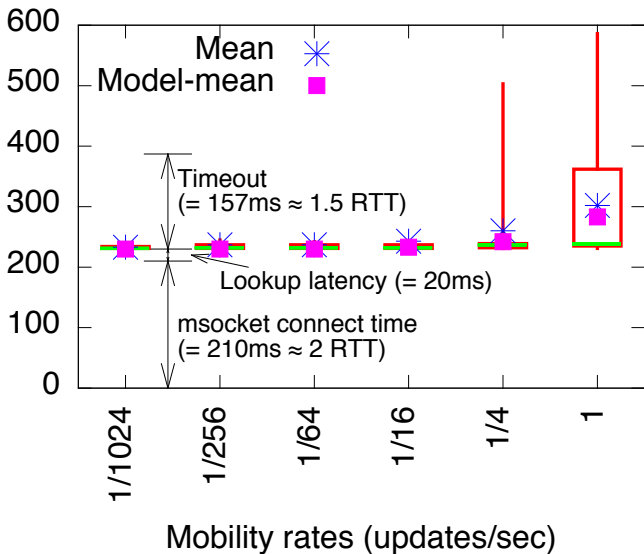 600
500
400
300
200
100
0
Mean
Model-mean
Timeout
(= 157ms ≈ 1.5 RTT)
Lookup latency (= 20ms)
msocket connect time
(= 210ms ≈ 2 RTT)
1/1024
1/256
1/64
1/16
1/4
1
Mobility rates (updates/sec)